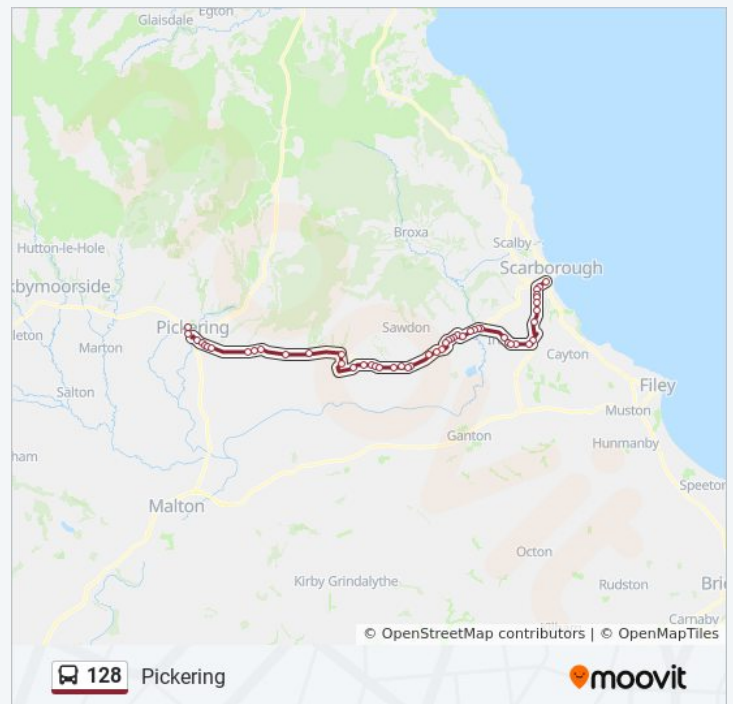 Egton
Glaisdale
Broxa
Scalby
Hutton-le-Hole
Scarborough
kbymoorside
Pickering
Sawdon
leton
Marton
Cayton
Filey
Salton
Muston
Ganton
Hunmanby
ham
Speeton
Malton
Octon
Kirby Grindalythe
Rudston
Bri
Carnaby
© OpenStreetMap contributors | © OpenMapTiles
128 Pickering
moovit